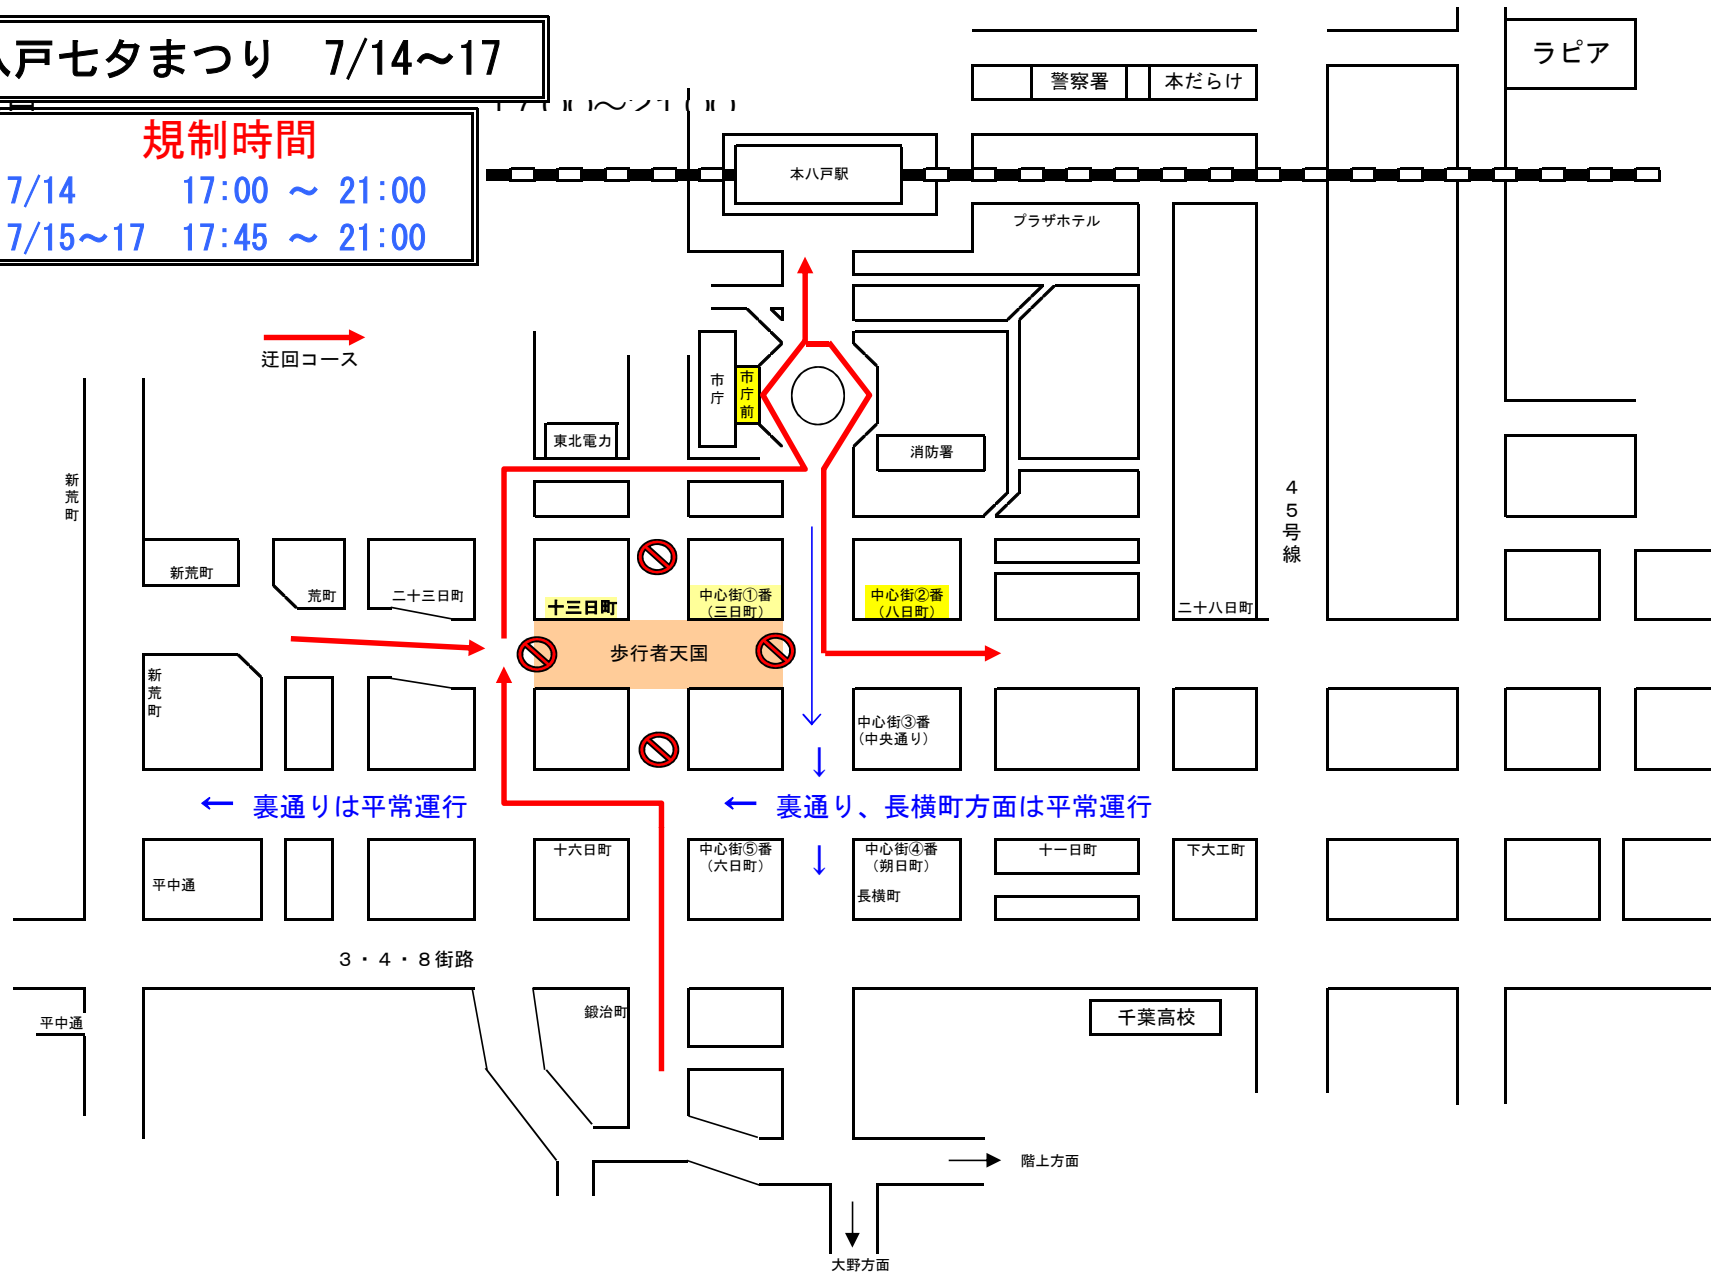 八戸七夕まつり　7/14～17
17:00～21:00
規制時間
7/14　17:00 ～ 21:00
7/15～17　17:45 ～ 21:00
迂回コース
ラピア
警察署
本だらけ
本八戸駅
プラザホテル
市庁
市庁前
東北電力
消防署
45号線
新荒町
新荒町
荒町
二十三日町
十三日町
中心街①番
（三日町）
中心街②番
（八日町）
二十八日町
歩行者天国
新荒町
中心街③番
（中央通り）
← 裏通りは平常運行
← 裏通り、長横町方面は平常運行
↓
↓
平中通
十六日町
中心街⑤番
（六日町）
中心街④番
（朔日町）
長横町
十一日町
下大工町
3・4・8街路
平中通
鍛治町
千葉高校
階上方面
大野方面